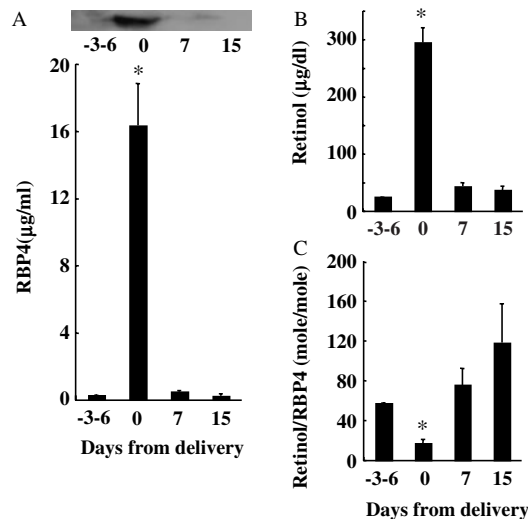 A
-3-6 0 7 15
20
16
12
8
4
0
RBP4(µg/ml)
*
-3-6 0 7 15
Days from delivery
B
Retinol (µg/dl)
300
350
100
50
0
*
-3-6 0 7 15
C
Retinol/RBP4 (mole/mole)
200
160
120
80
40
0
*
-3-6 0 7 15
Days from delivery